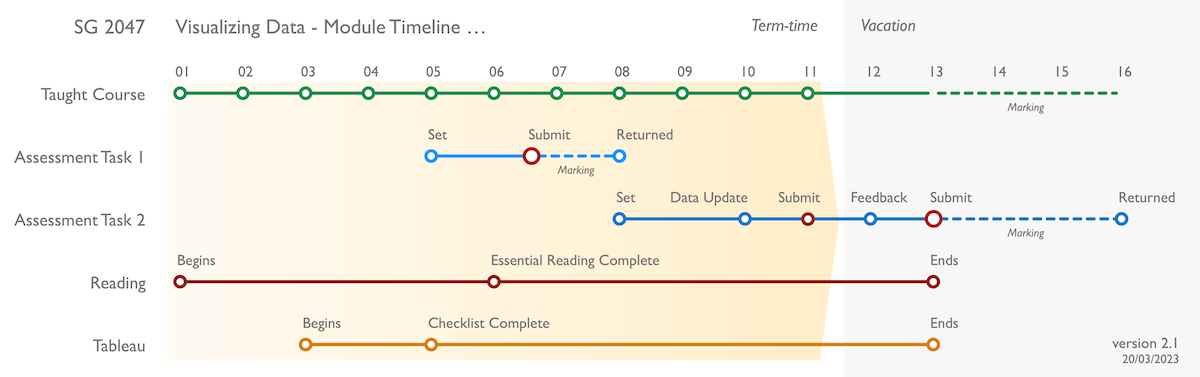 SG 2047 Visualizing Data - Module Timeline … Term-time Vacation
01 02 03 04 05 06 07 08 09 10 11 12 13 14 15 16
Taught Course
Marking
Set Submit Returned
Assessment Task 1
Marking
Set Data Update Submit Feedback Submit Returned
Assessment Task 2
Marking
Begins Essential Reading Complete Ends
Reading
Begins Checklist Complete Ends
Tableau
version 2.1
20/03/2023